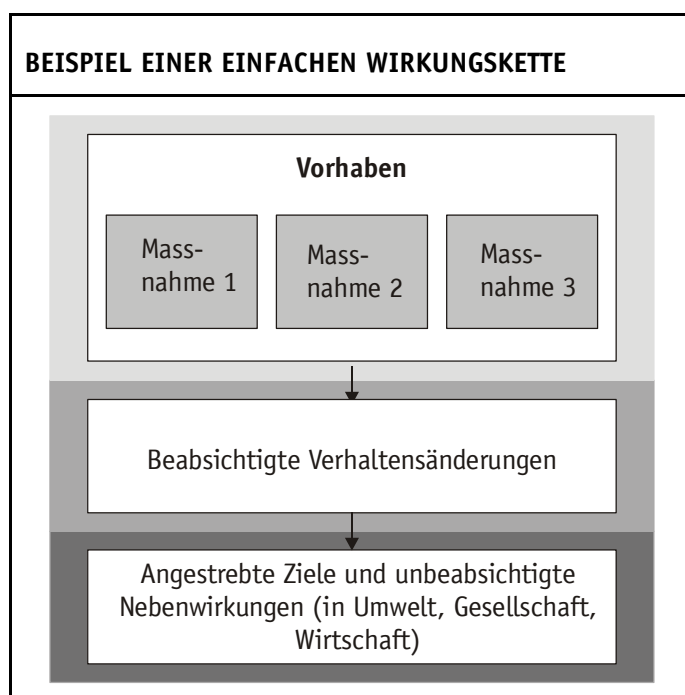 BEISPIEL EINER EINFACHEN WIRKUNGSKETTE
Vorhaben
Mass-
nahme 1
Mass-
nahme 2
Mass-
nahme 3
Beabsichtigte Verhaltensänderungen
Angestrebte Ziele und unbeabsichtigte
Nebenwirkungen (in Umwelt, Gesellschaft,
Wirtschaft)